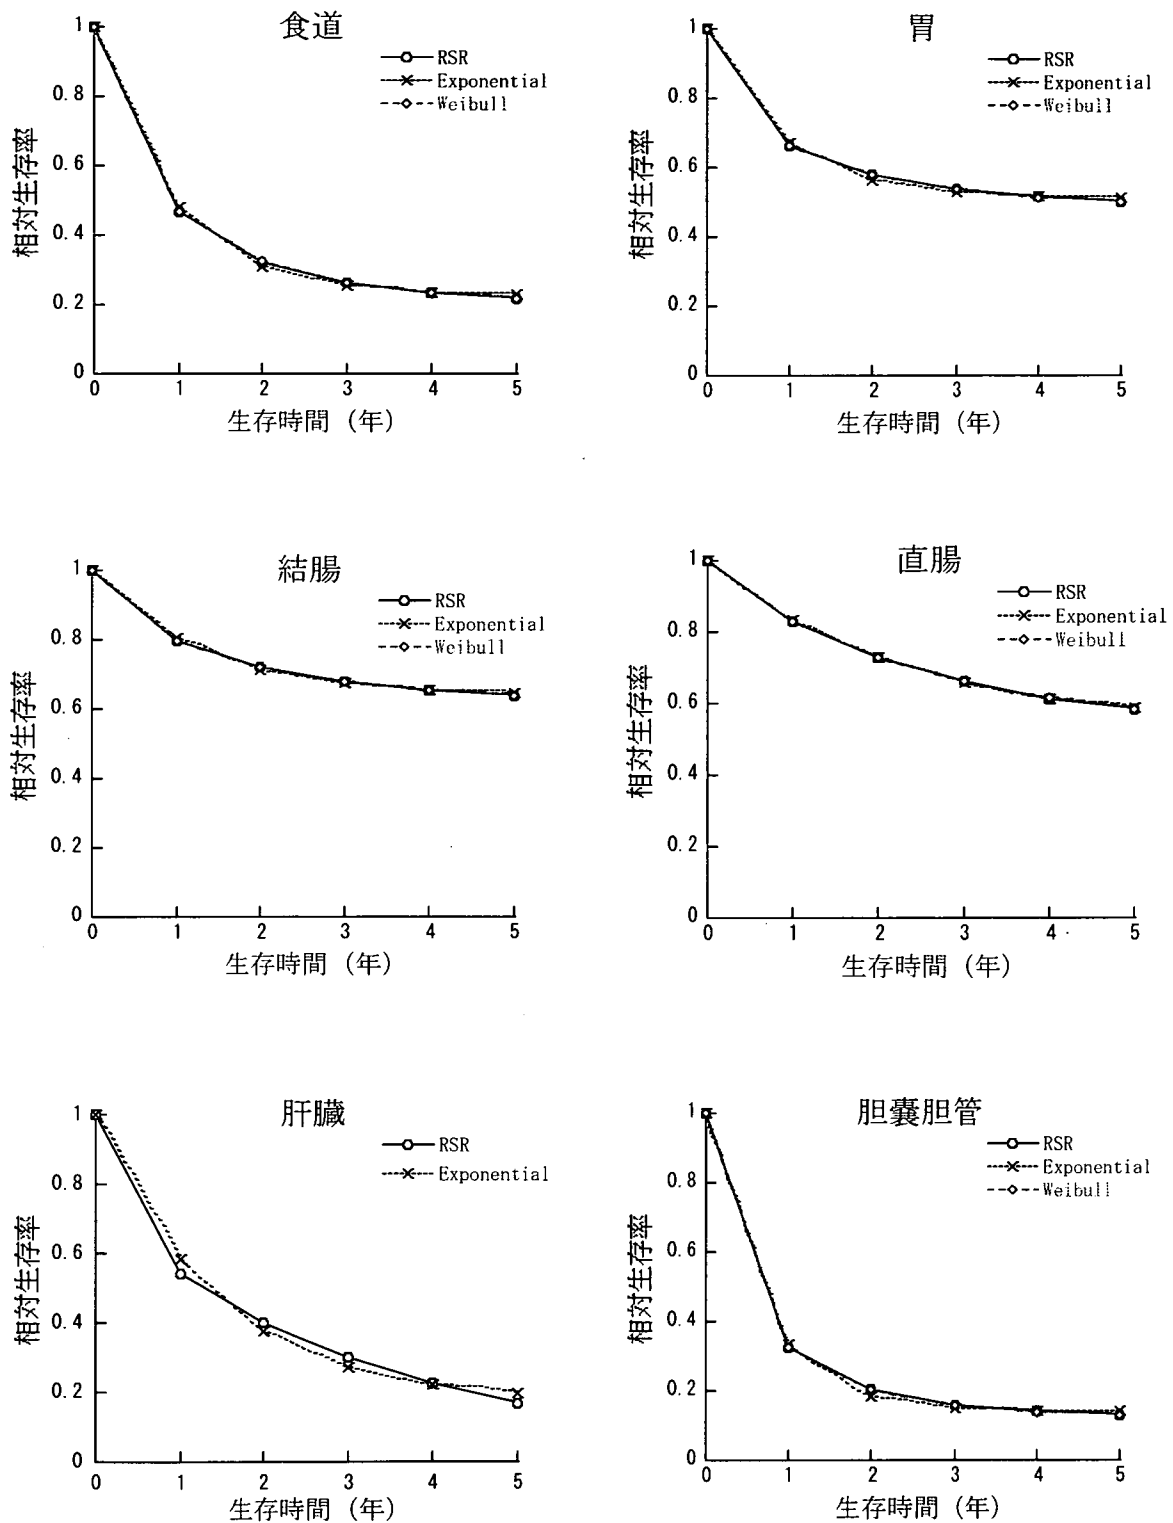 食道
RSR
Exponential
Weibull
相対生存率
1
0.8
0.6
0.4
0.2
0
0 1 2 3 4 5
生存時間 (年)
胃
RSR
Exponential
Weibull
相対生存率
1
0.8
0.6
0.4
0.2
0
0 1 2 3 4 5
生存時間 (年)
結腸
RSR
Exponential
Weibull
相対生存率
1
0.8
0.6
0.4
0.2
0
0 1 2 3 4 5
生存時間 (年)
直腸
RSR
Exponential
Weibull
相対生存率
1
0.8
0.6
0.4
0.2
0
0 1 2 3 4 5
生存時間 (年)
肝臓
RSR
Exponential
相対生存率
1
0.8
0.6
0.4
0.2
0
0 1 2 3 4 5
生存時間 (年)
胆嚢胆管
RSR
Exponential
Weibull
相対生存率
1
0.8
0.6
0.4
0.2
0
0 1 2 3 4 5
生存時間 (年)